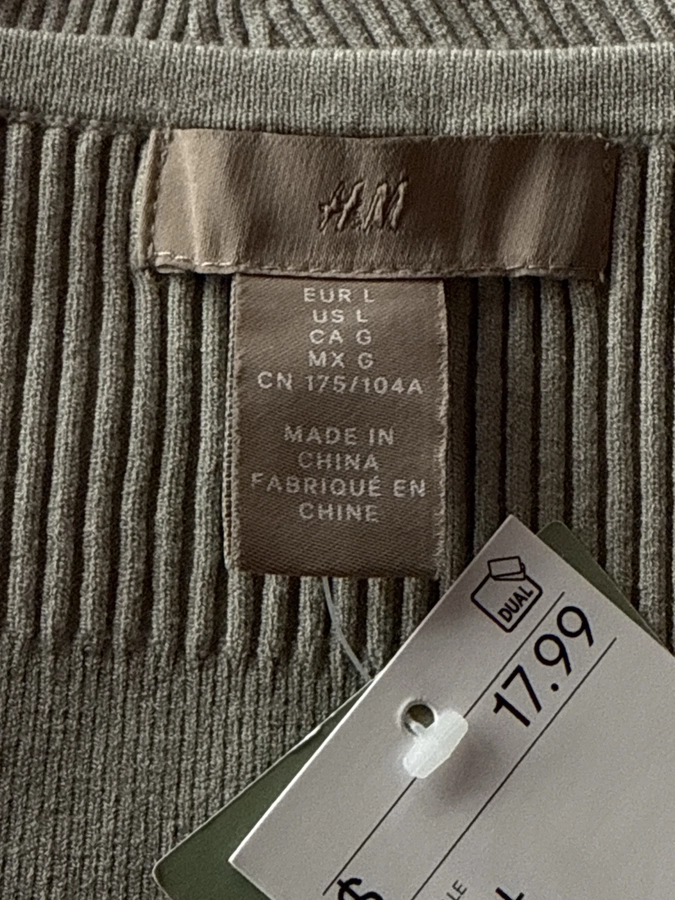 H&M
EUR L
US L
CA G
MX G
CN 175/104A
MADE IN
CHINA
FABRIQUÉ EN
CHINE
DUAL
17.99
$